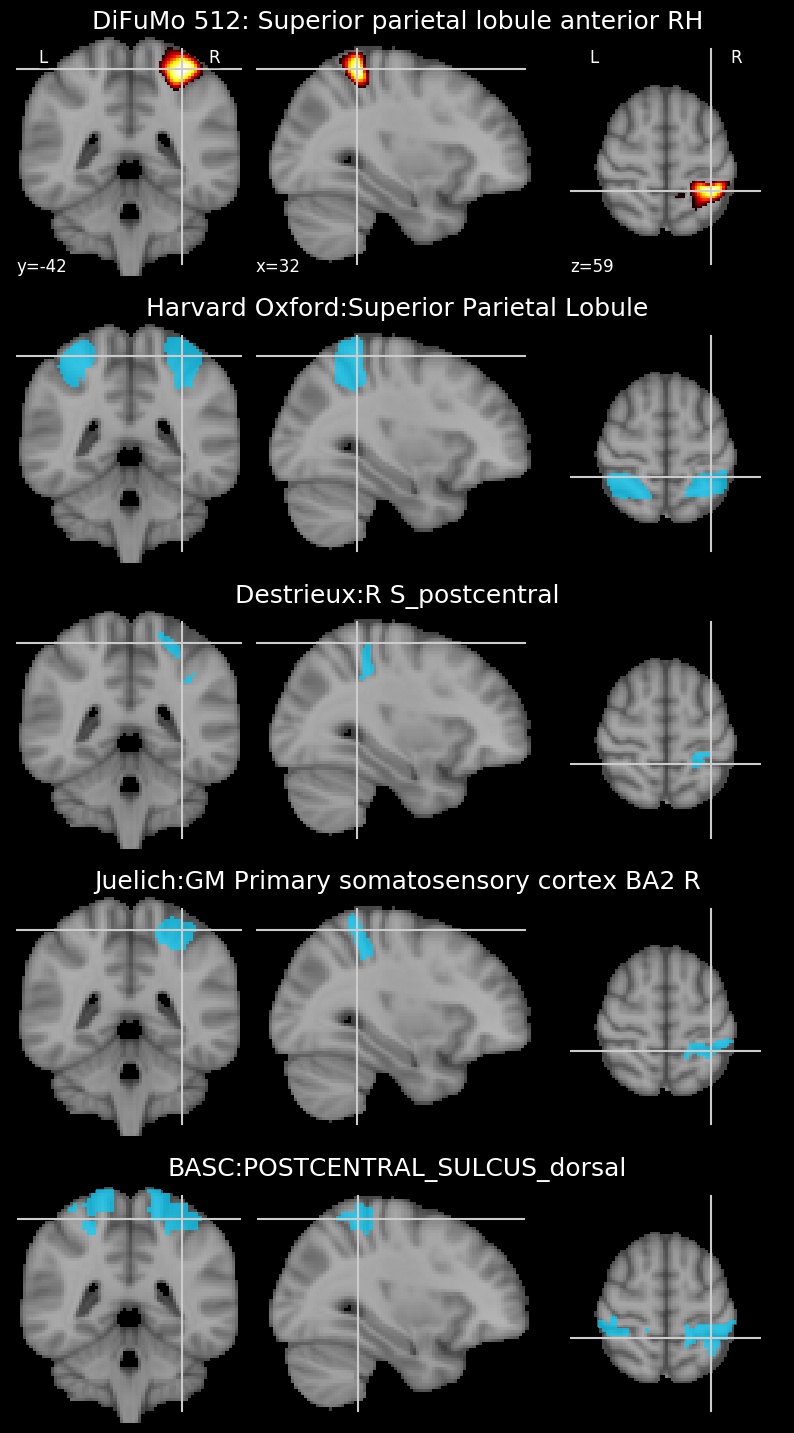 DiFuMo 512: Superior parietal lobule anterior RH
L R L R
y=-42 x=32 z=59
Harvard Oxford:Superior Parietal Lobule
Destrieux:R S_postcentral
Juelich:GM Primary somatosensory cortex BA2 R
BASC:POSTCENTRAL_SULCUS_dorsal